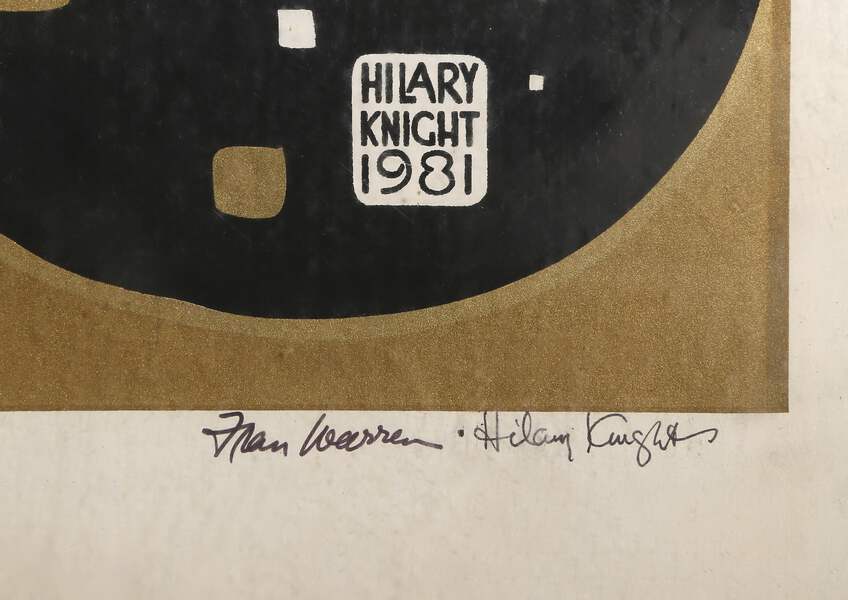 HILARY
KNIGHT
1981
Fran Warren · Hilary Knight